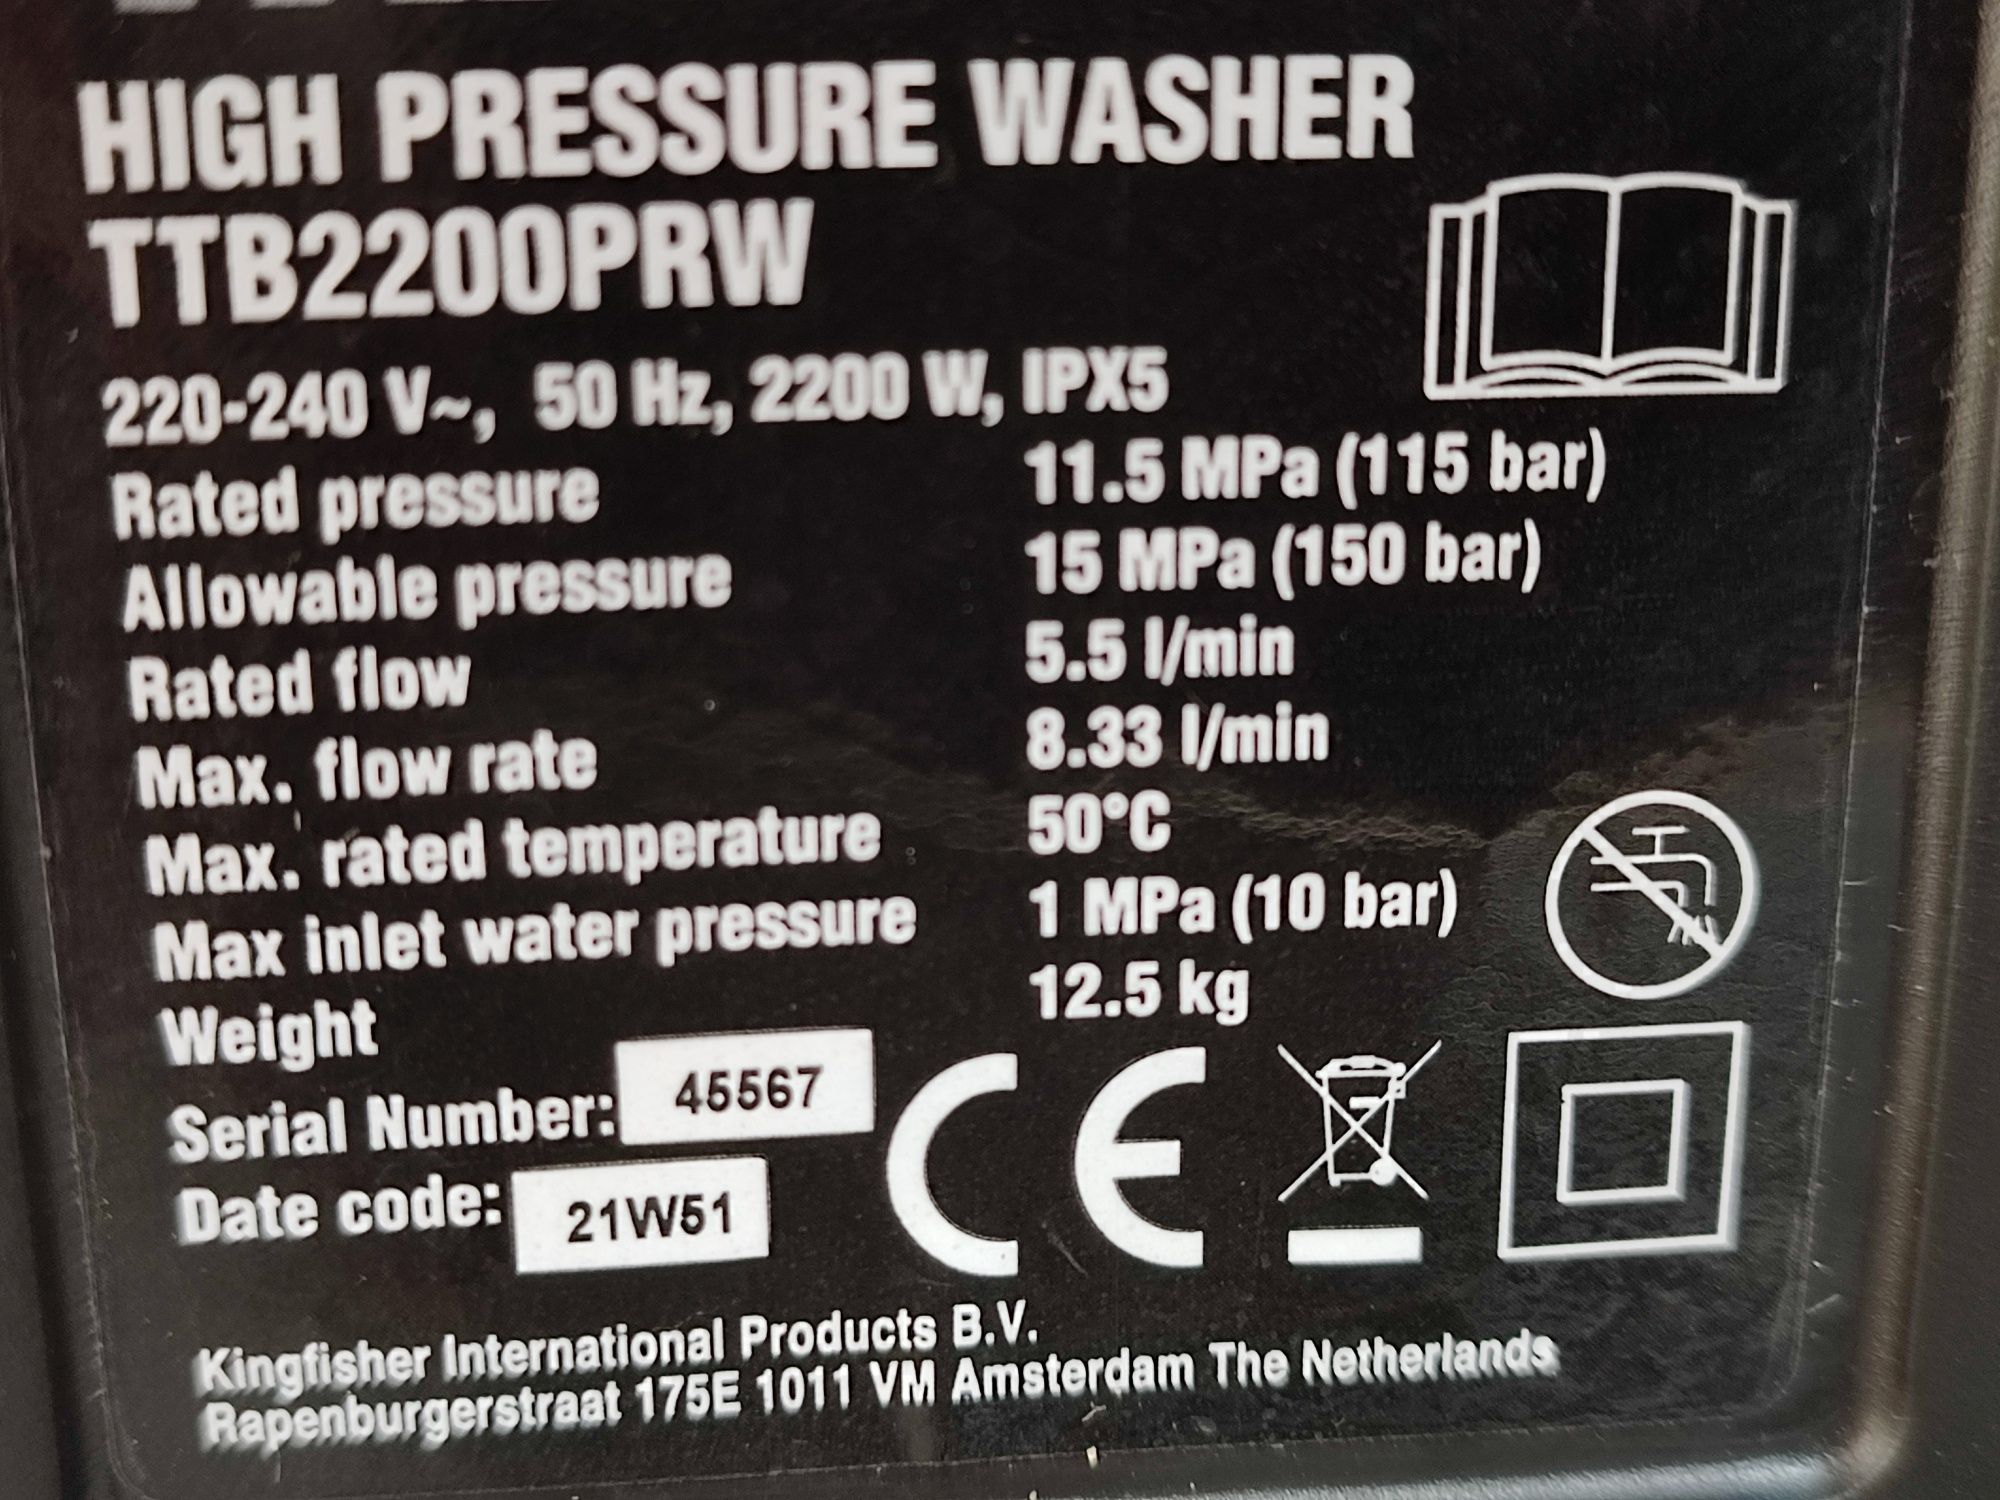 HIGH PRESSURE WASHER
TTB2200PRW
220-240 V~, 50 Hz, 2200 W, IPX5
Rated pressure 11.5 MPa (115 bar)
Allowable pressure 15 MPa (150 bar)
Rated flow 5.5 l/min
Max. flow rate 8.33 l/min
Max. rated temperature 50°C
Max inlet water pressure 1 MPa (10 bar)
Weight 12.5 kg
Serial Number: 45567
Date code: 21W51
CE
Kingfisher International Products B.V.
Rapenburgerstraat 175E 1011 VM Amsterdam The Netherlands